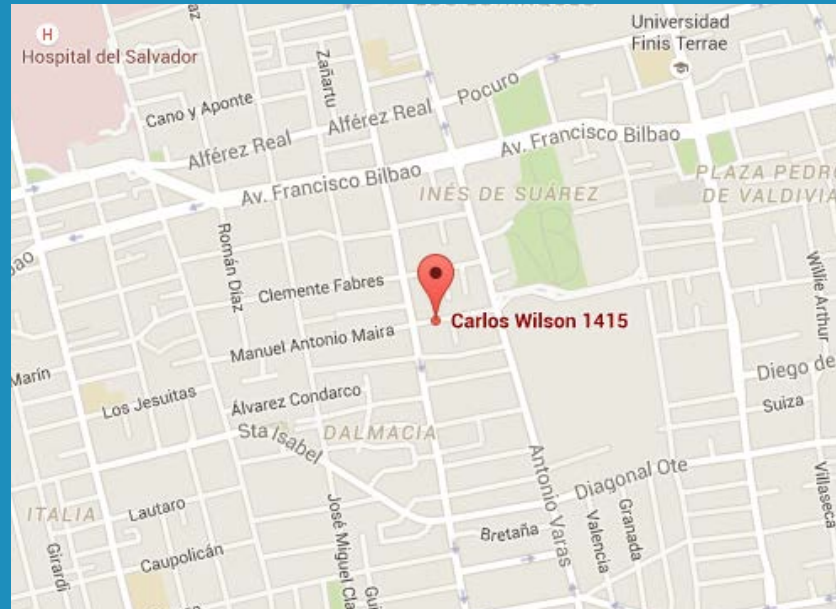 Universidad
Finis Terrae
H
Hospital del Salvador
Zañartu
Pocuro
Cano y Aponte
Alférez Real
Alférez Real
Av. Francisco Bilbao
Av. Francisco Bilbao
INÉS DE SUÁREZ
PLAZA PEDRO
DE VALDIVIA
Román Díaz
Willie Arthur
Clemente Fabres
Carlos Wilson 1415
Manuel Antonio Maira
Marín
Los Jesuitas
Álvarez Condarco
Diego de
Suiza
Sta Isabel
DALMACIA
Antonio Varas
Diagonal Ote
Villaseca
ITALIA
Lautaro
José Miguel Cla
Bretaña
Valencia
Granada
Girardi
Caupolicán
Gui